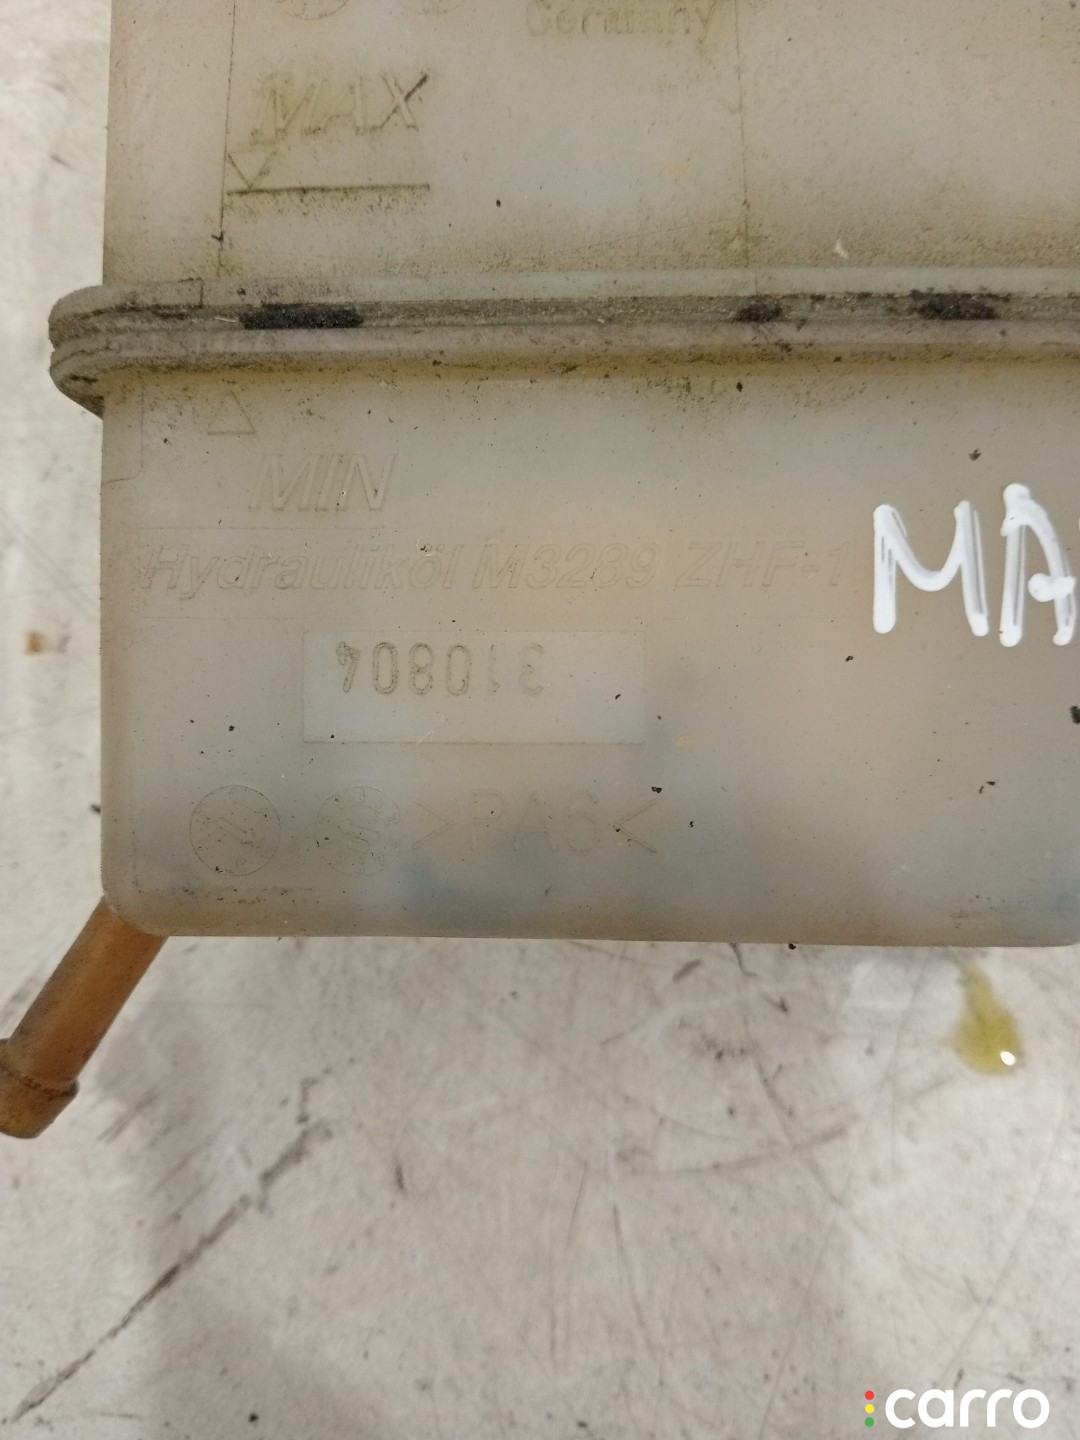 Germany
MAX
MIN
Hydrauliköl M3289 ZHF-1
MA
310804
>PA6<
carro